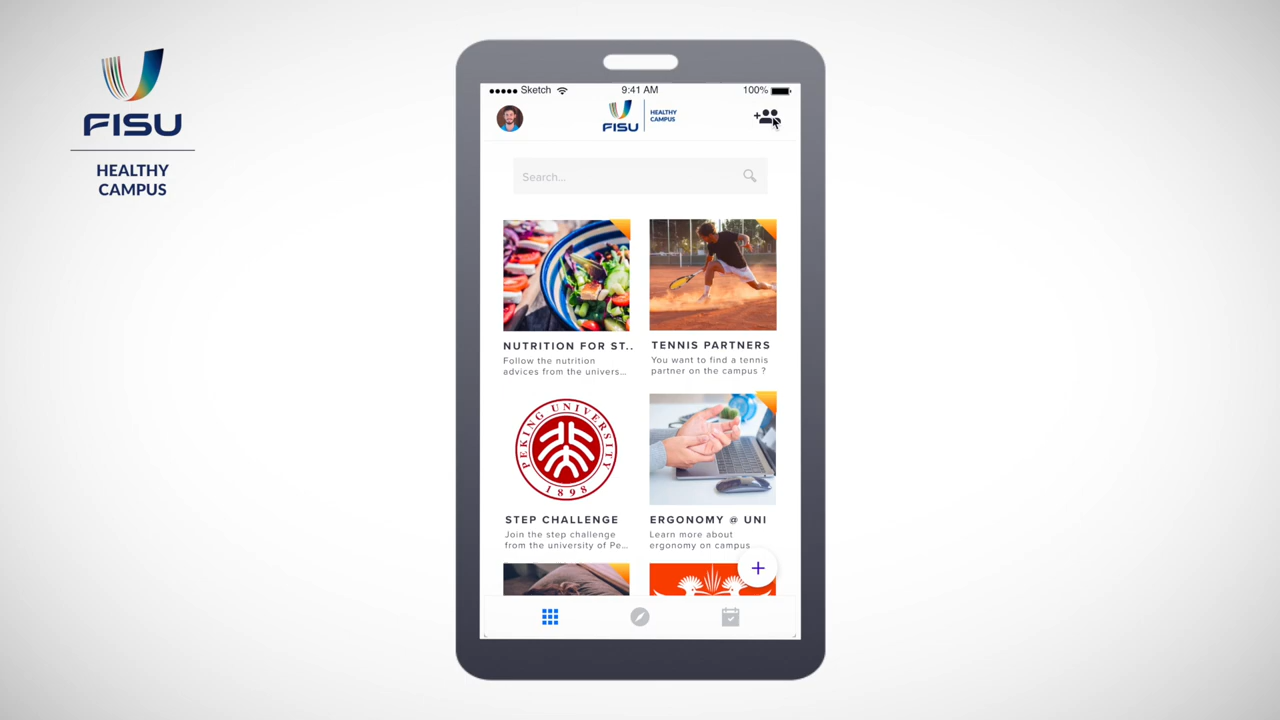 FISU
HEALTHY
CAMPUS
Sketch
9:41 AM
100%
FISU
HEALTHY
CAMPUS
Search...
NUTRITION FOR ST..
Follow the nutrition
advices from the univers...
TENNIS PARTNERS
You want to find a tennis
partner on the campus ?
PEKING UNIVERSITY
1898
STEP CHALLENGE
Join the step challenge
from the university of Pe...
ERGONOMY @ UNI
Learn more about
ergonomy on campus